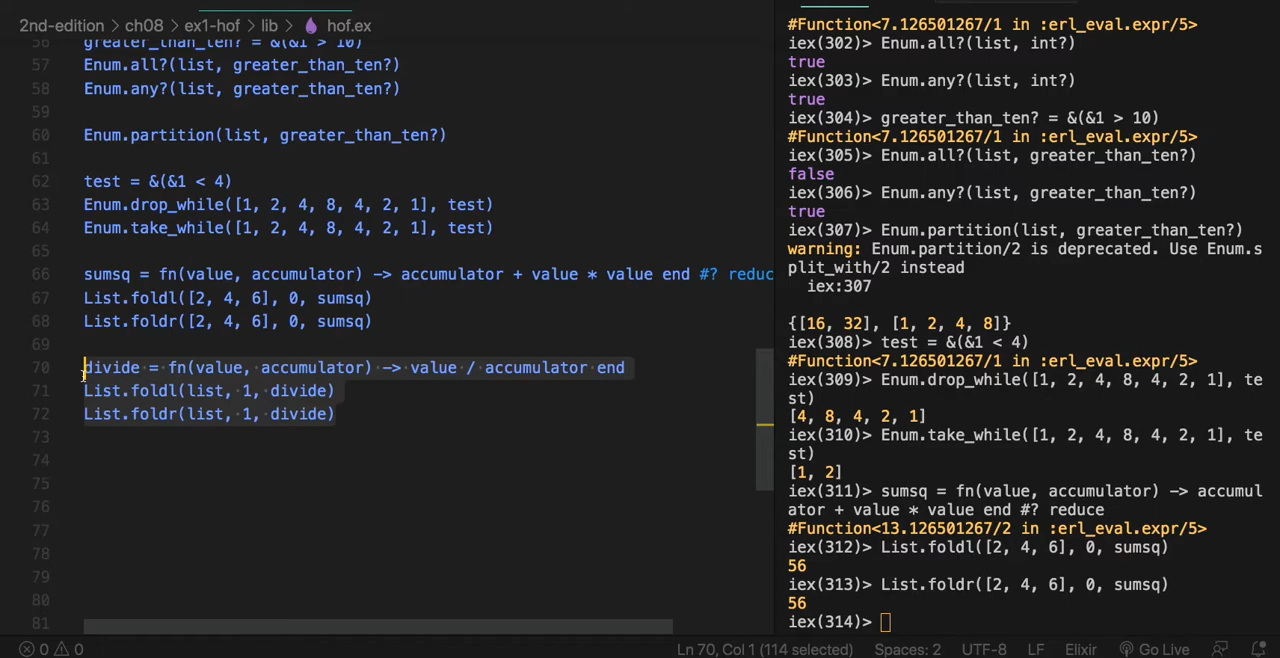 2nd-edition > ch08 > ex1-hof > lib > hof.ex
56 greater_than_ten? = &(&1 > 10)
57 Enum.all?(list, greater_than_ten?)
58 Enum.any?(list, greater_than_ten?)
59
60 Enum.partition(list, greater_than_ten?)
61
62 test = &(&1 < 4)
63 Enum.drop_while([1, 2, 4, 8, 4, 2, 1], test)
64 Enum.take_while([1, 2, 4, 8, 4, 2, 1], test)
65
66 sumsq = fn(value, accumulator) -> accumulator + value * value end #? reduce
67 List.foldl([2, 4, 6], 0, sumsq)
68 List.foldr([2, 4, 6], 0, sumsq)
69
70 divide = fn(value, accumulator) -> value / accumulator end
71 List.foldl(list, 1, divide)
72 List.foldr(list, 1, divide)
73
74
75
76
77
78
79
80
81
#Function<7.126501267/1 in :erl_eval.expr/5>
iex(302)> Enum.all?(list, int?)
true
iex(303)> Enum.any?(list, int?)
true
iex(304)> greater_than_ten? = &(&1 > 10)
#Function<7.126501267/1 in :erl_eval.expr/5>
iex(305)> Enum.all?(list, greater_than_ten?)
false
iex(306)> Enum.any?(list, greater_than_ten?)
true
iex(307)> Enum.partition(list, greater_than_ten?)
warning: Enum.partition/2 is deprecated. Use Enum.s
plit_with/2 instead
iex:307
{[16, 32], [1, 2, 4, 8]}
iex(308)> test = &(&1 < 4)
#Function<7.126501267/1 in :erl_eval.expr/5>
iex(309)> Enum.drop_while([1, 2, 4, 8, 4, 2, 1], te
st)
[4, 8, 4, 2, 1]
iex(310)> Enum.take_while([1, 2, 4, 8, 4, 2, 1], te
st)
[1, 2]
iex(311)> sumsq = fn(value, accumulator) -> accumul
ator + value * value end #? reduce
#Function<13.126501267/2 in :erl_eval.expr/5>
iex(312)> List.foldl([2, 4, 6], 0, sumsq)
56
iex(313)> List.foldr([2, 4, 6], 0, sumsq)
56
iex(314)>
0 0 Ln 70, Col 1 (114 selected) Spaces: 2 UTF-8 LF Elixir Go Live